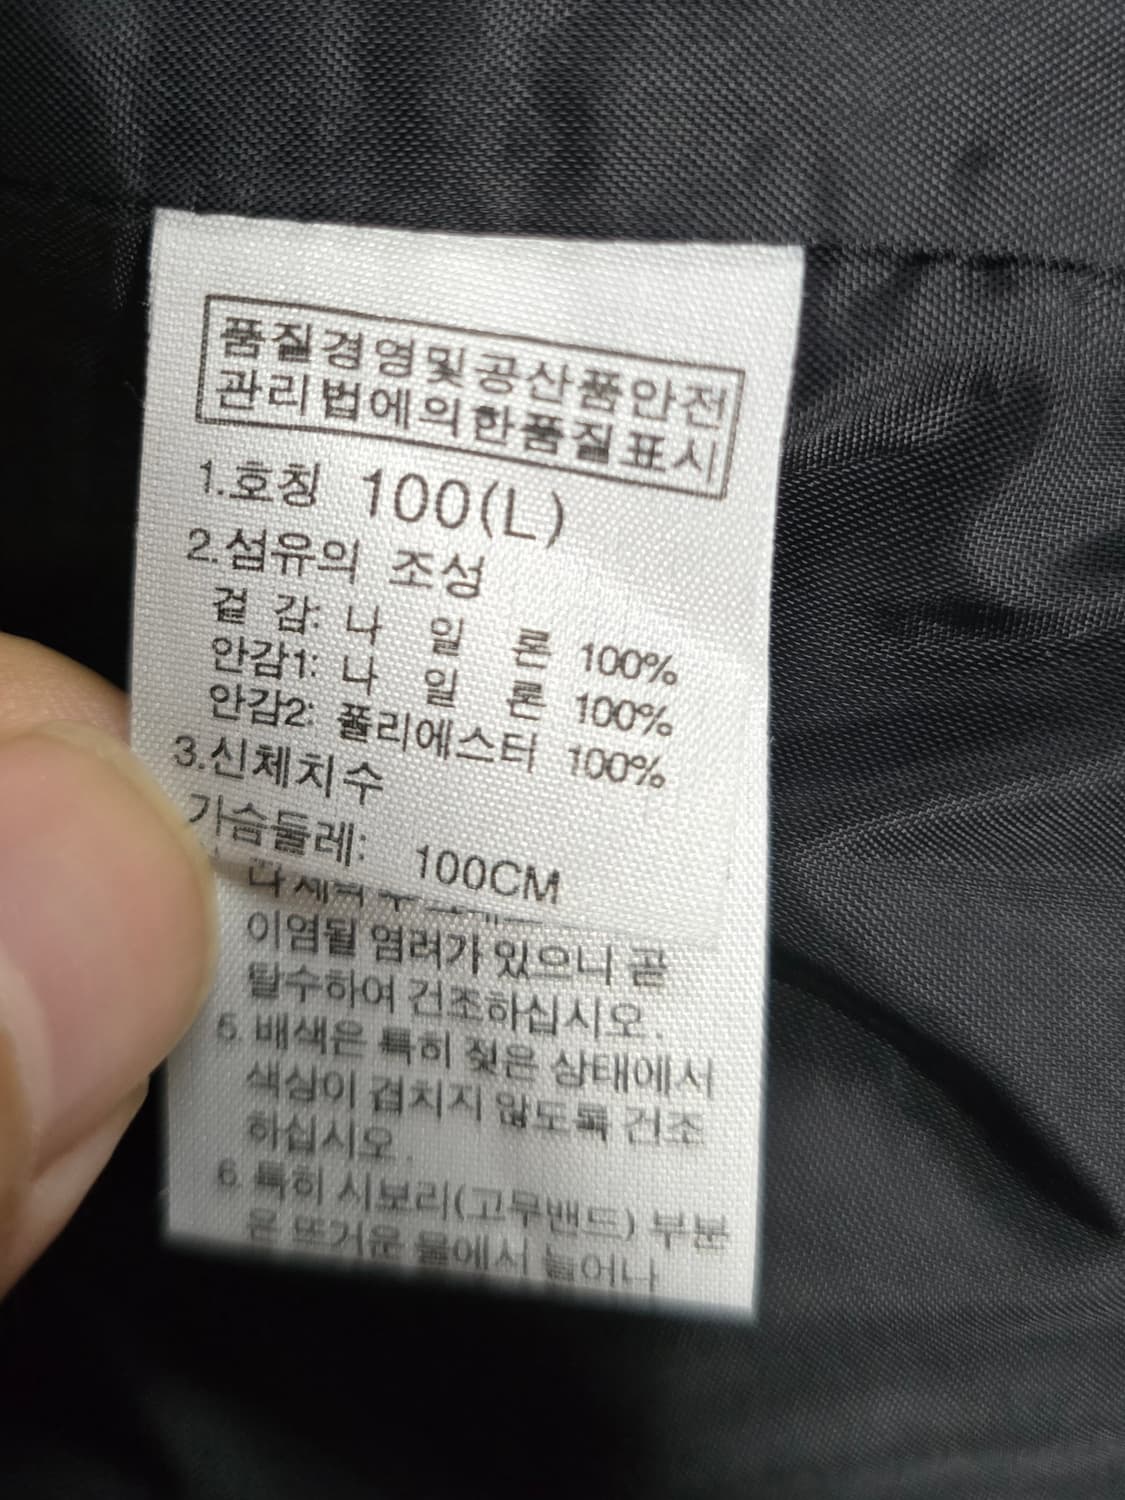 품질경영및공산품안전
관리법에의한품질표시
1.호칭 100(L)
2.섬유의 조성
겉 감: 나 일 론 100%
안감1: 나 일 론 100%
안감2: 폴리에스터 100%
3.신체치수
가슴둘레: 100CM
이염될 염려가 있으니 곧
탈수하여 건조하십시오.
5. 배색은 특히 젖은 상태에서
색상이 겹치지 않도록 건조
하십시오.
6. 특히 시보리(고무밴드) 부분
은 뜨거운 물에서 늘어나